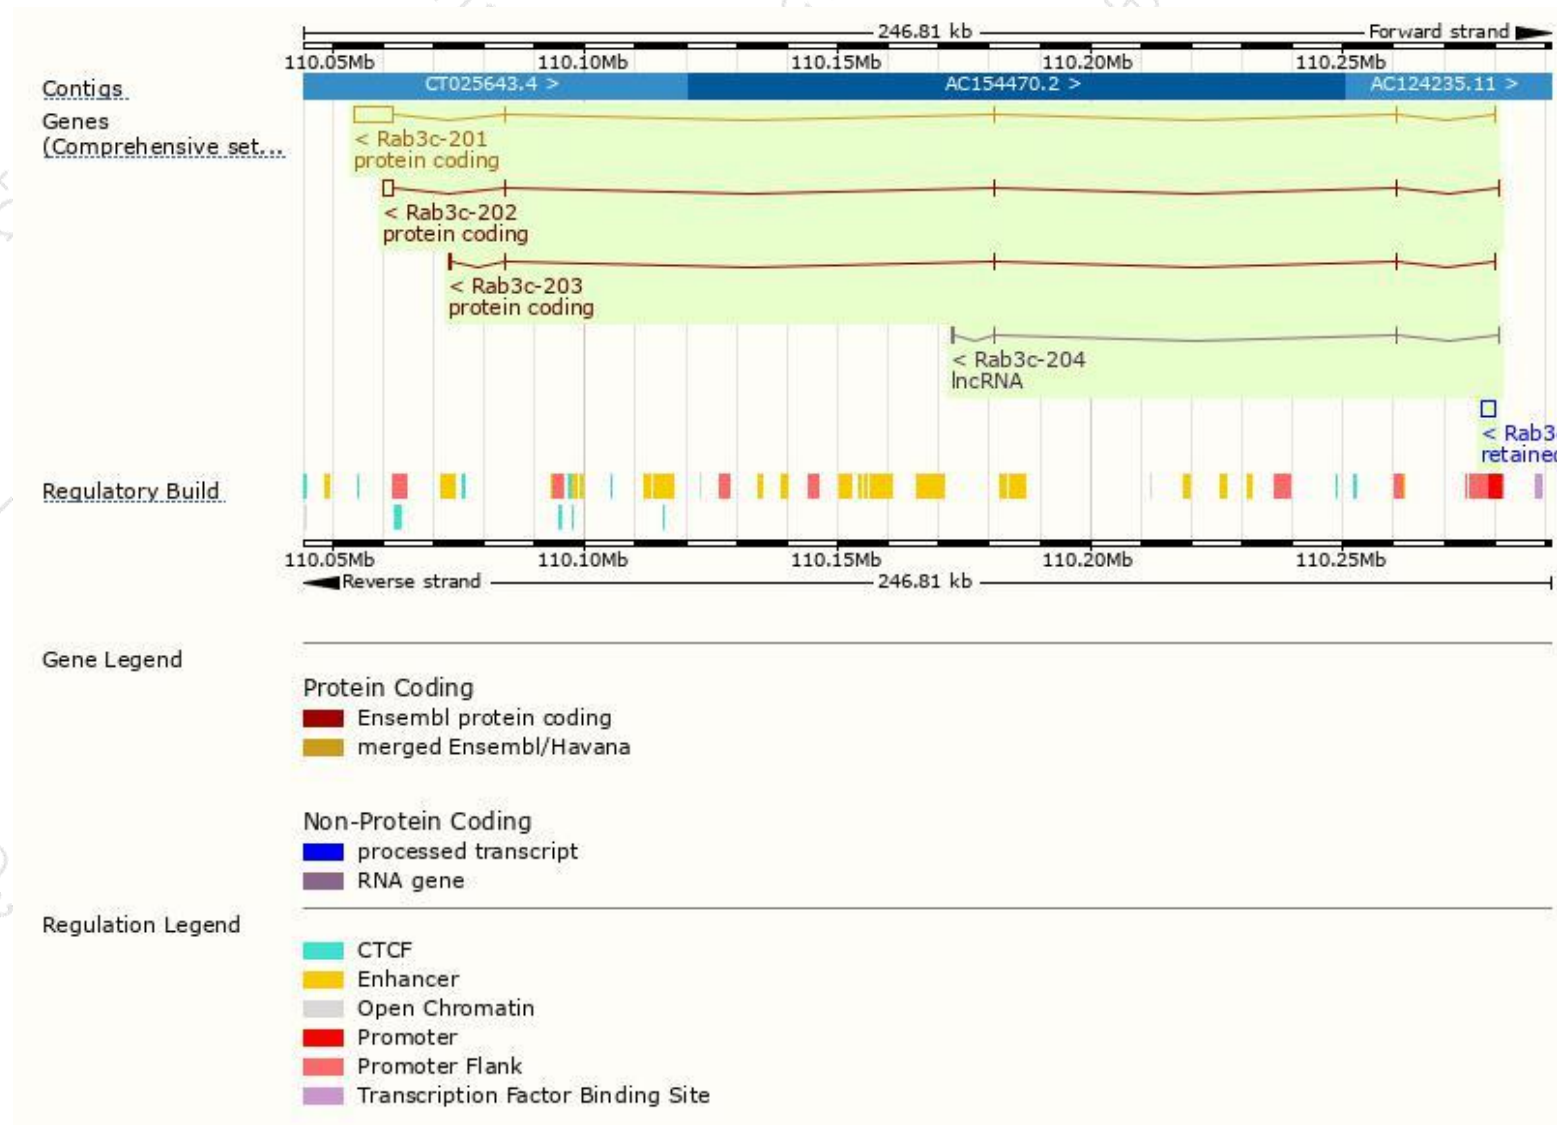 246.81 kb
Forward strand
110.05Mb 110.10Mb 110.15Mb 110.20Mb 110.25Mb
Contigs
CT025643.4 > AC154470.2 > AC124235.11 >
Genes
(Comprehensive set...
< Rab3c-201
protein coding
< Rab3c-202
protein coding
< Rab3c-203
protein coding
< Rab3c-204
lncRNA
< Rab3
retained
Regulatory Build
110.05Mb 110.10Mb 110.15Mb 110.20Mb 110.25Mb
Reverse strand
246.81 kb
Gene Legend
Protein Coding
Ensembl protein coding
merged Ensembl/Havana
Non-Protein Coding
processed transcript
RNA gene
Regulation Legend
CTCF
Enhancer
Open Chromatin
Promoter
Promoter Flank
Transcription Factor Binding Site